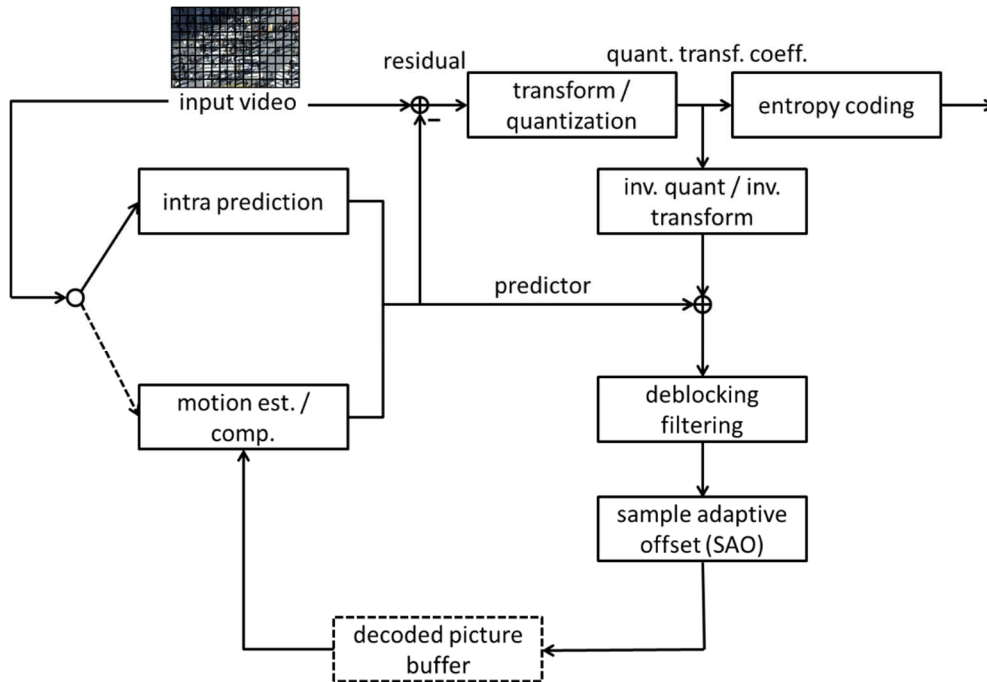 residual
quant. transf. coeff.
input video
transform /
quantization
entropy coding
intra prediction
inv. quant / inv.
transform
predictor
motion est. /
comp.
deblocking
filtering
sample adaptive
offset (SAO)
decoded picture
buffer